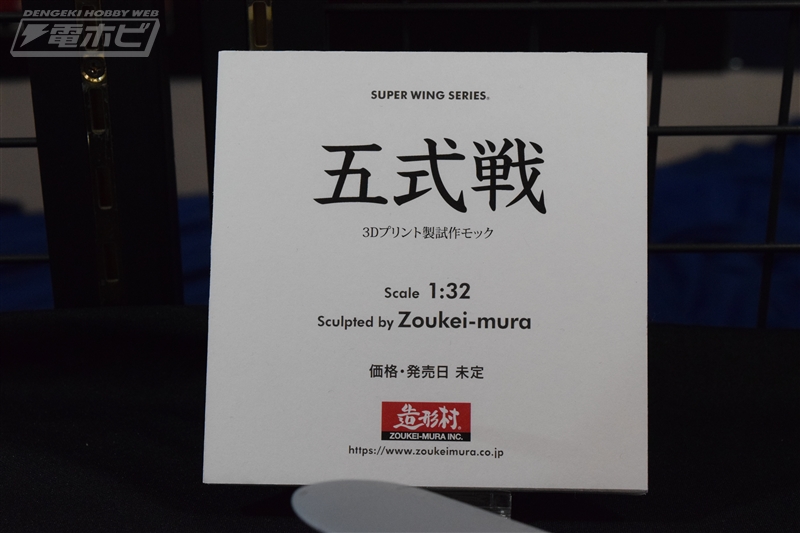 DENGEKI HOBBY WEB
電ホビ
SUPER WING SERIES®
五式戦
3Dプリント製試作モック
Scale 1:32
Sculpted by Zoukei-mura
価格・発売日 未定
造形村
ZOUKEI-MURA INC.
https://www.zoukeimura.co.jp